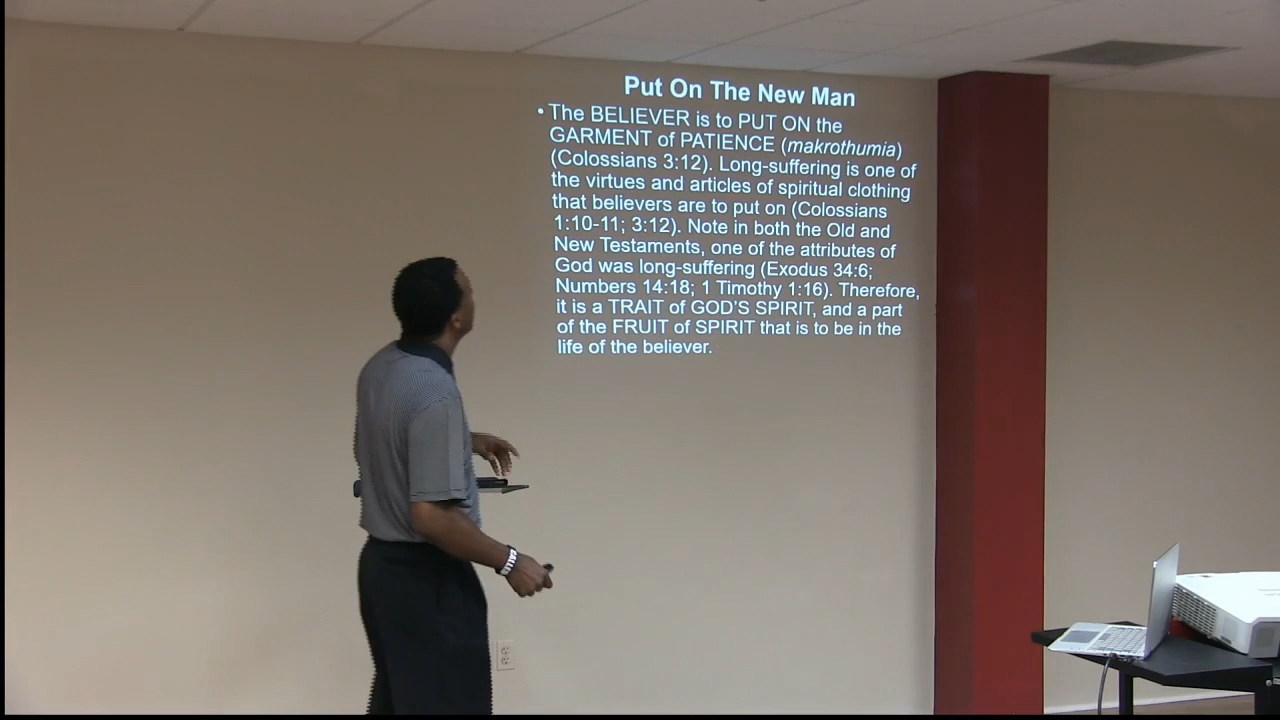 Put On The New Man
• The BELIEVER is to PUT ON the
GARMENT of PATIENCE (makrothumia)
(Colossians 3:12). Long-suffering is one of
the virtues and articles of spiritual clothing
that believers are to put on (Colossians
1:10-11; 3:12). Note in both the Old and
New Testaments, one of the attributes of
God was long-suffering (Exodus 34:6;
Numbers 14:18; 1 Timothy 1:16). Therefore,
it is a TRAIT of GOD'S SPIRIT, and a part
of the FRUIT of SPIRIT that is to be in the
life of the believer.